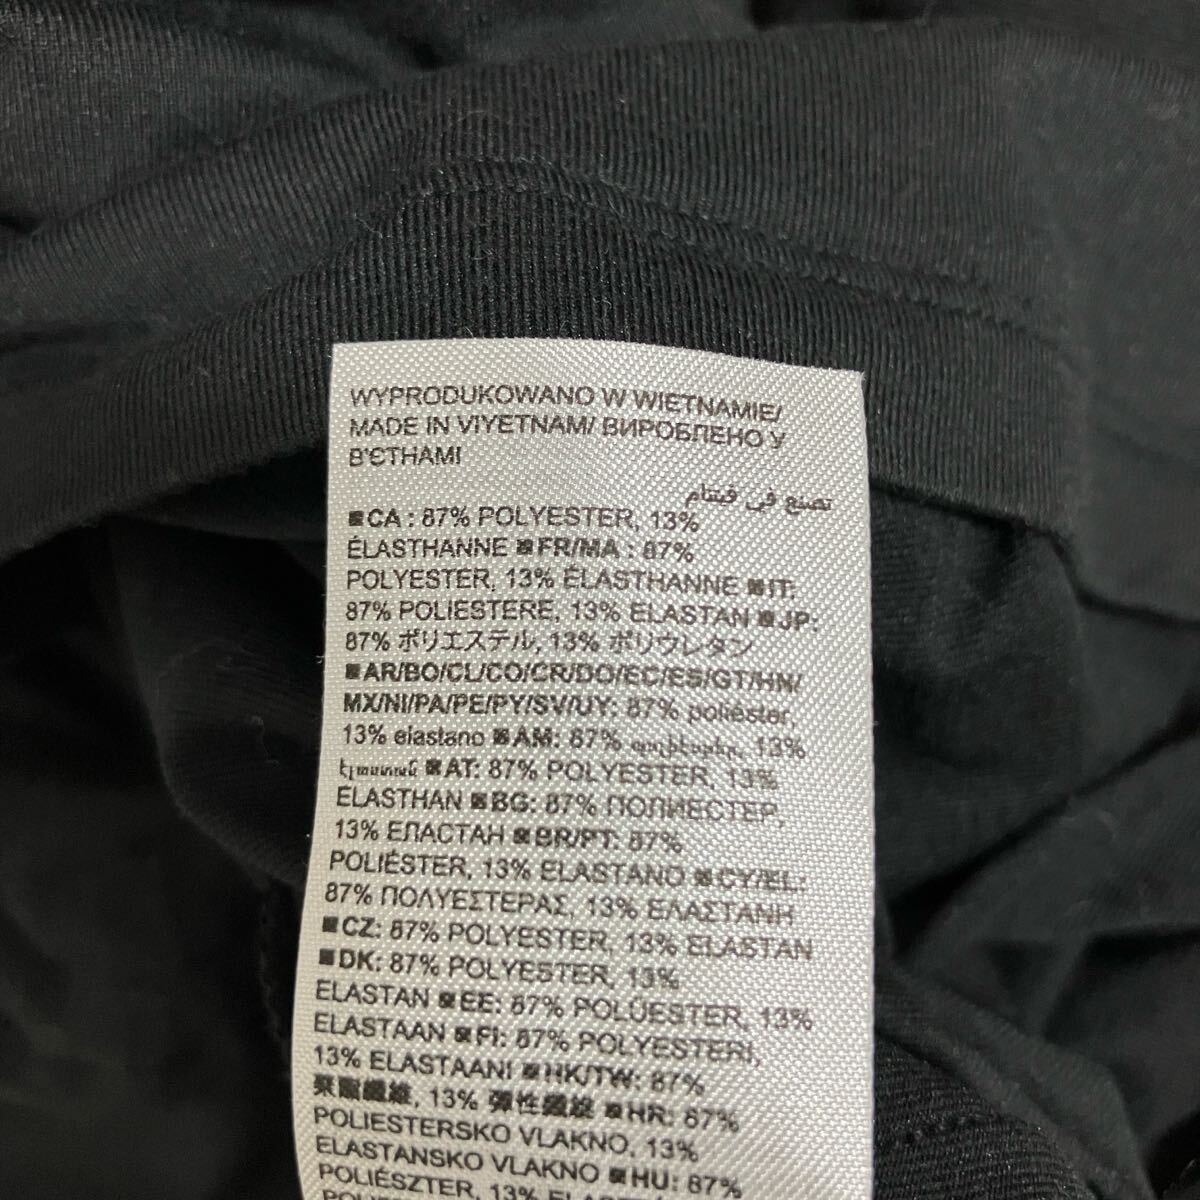 WYPRODUKOWANO W WIETNAMIE/
MADE IN VIYETNAM/ ВИРОБЛЕНО У
В'ЄТНАМІ
تصنع في فيتنام
■CA : 87% POLYESTER, 13%
ÉLASTHANNE ■FR/MA : 87%
POLYESTER, 13% ÉLASTHANNE ■IT:
87% POLIESTERE, 13% ELASTAN ■JP:
87% ポリエステル, 13% ポリウレタン
■AR/BO/CL/CO/CR/DO/EC/ES/GT/HN/
MX/NI/PA/PE/PY/SV/UY: 87% poliéster,
13% elastano ■AM: 87% պոլիէսթեր, 13%
էլաստան ■AT: 87% POLYESTER, 13%
ELASTHAN ■BG: 87% ПОЛИЕСТЕР,
13% ЕЛАСТАН ■BR/PT: 87%
POLIÉSTER, 13% ELASTANO ■CY/EL:
87% ΠΟΛΥΕΣΤΕΡΑΣ, 13% ΕΛΑΣΤΑΝΗ
■CZ: 87% POLYESTER, 13% ELASTAN
■DK: 87% POLYESTER, 13%
ELASTAN ■EE: 87% POLÜESTER, 13%
ELASTAAN ■FI: 87% POLYESTERI,
13% ELASTAANI ■HK/TW: 87%
聚酯纖維, 13% 彈性纖維 ■HR: 87%
POLIESTERSKO VLAKNO, 13%
ELASTANSKO VLAKNO ■HU: 87%
POLIÉSZTER, 13% ELASZTÁN